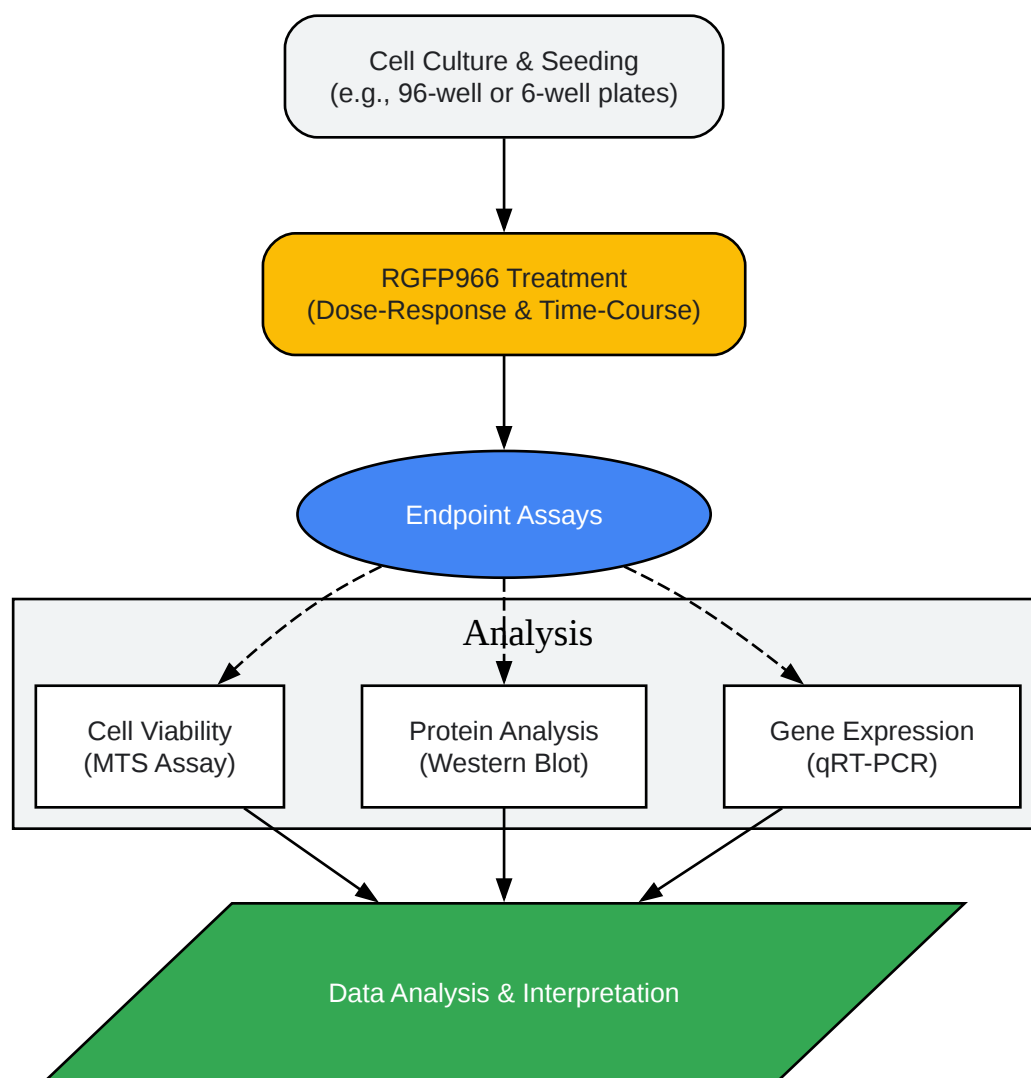 Cell Culture & Seeding
(e.g., 96-well or 6-well plates)
RGFP966 Treatment
(Dose-Response & Time-Course)
Endpoint Assays
Analysis
Cell Viability
(MTS Assay)
Protein Analysis
(Western Blot)
Gene Expression
(qRT-PCR)
Data Analysis & Interpretation